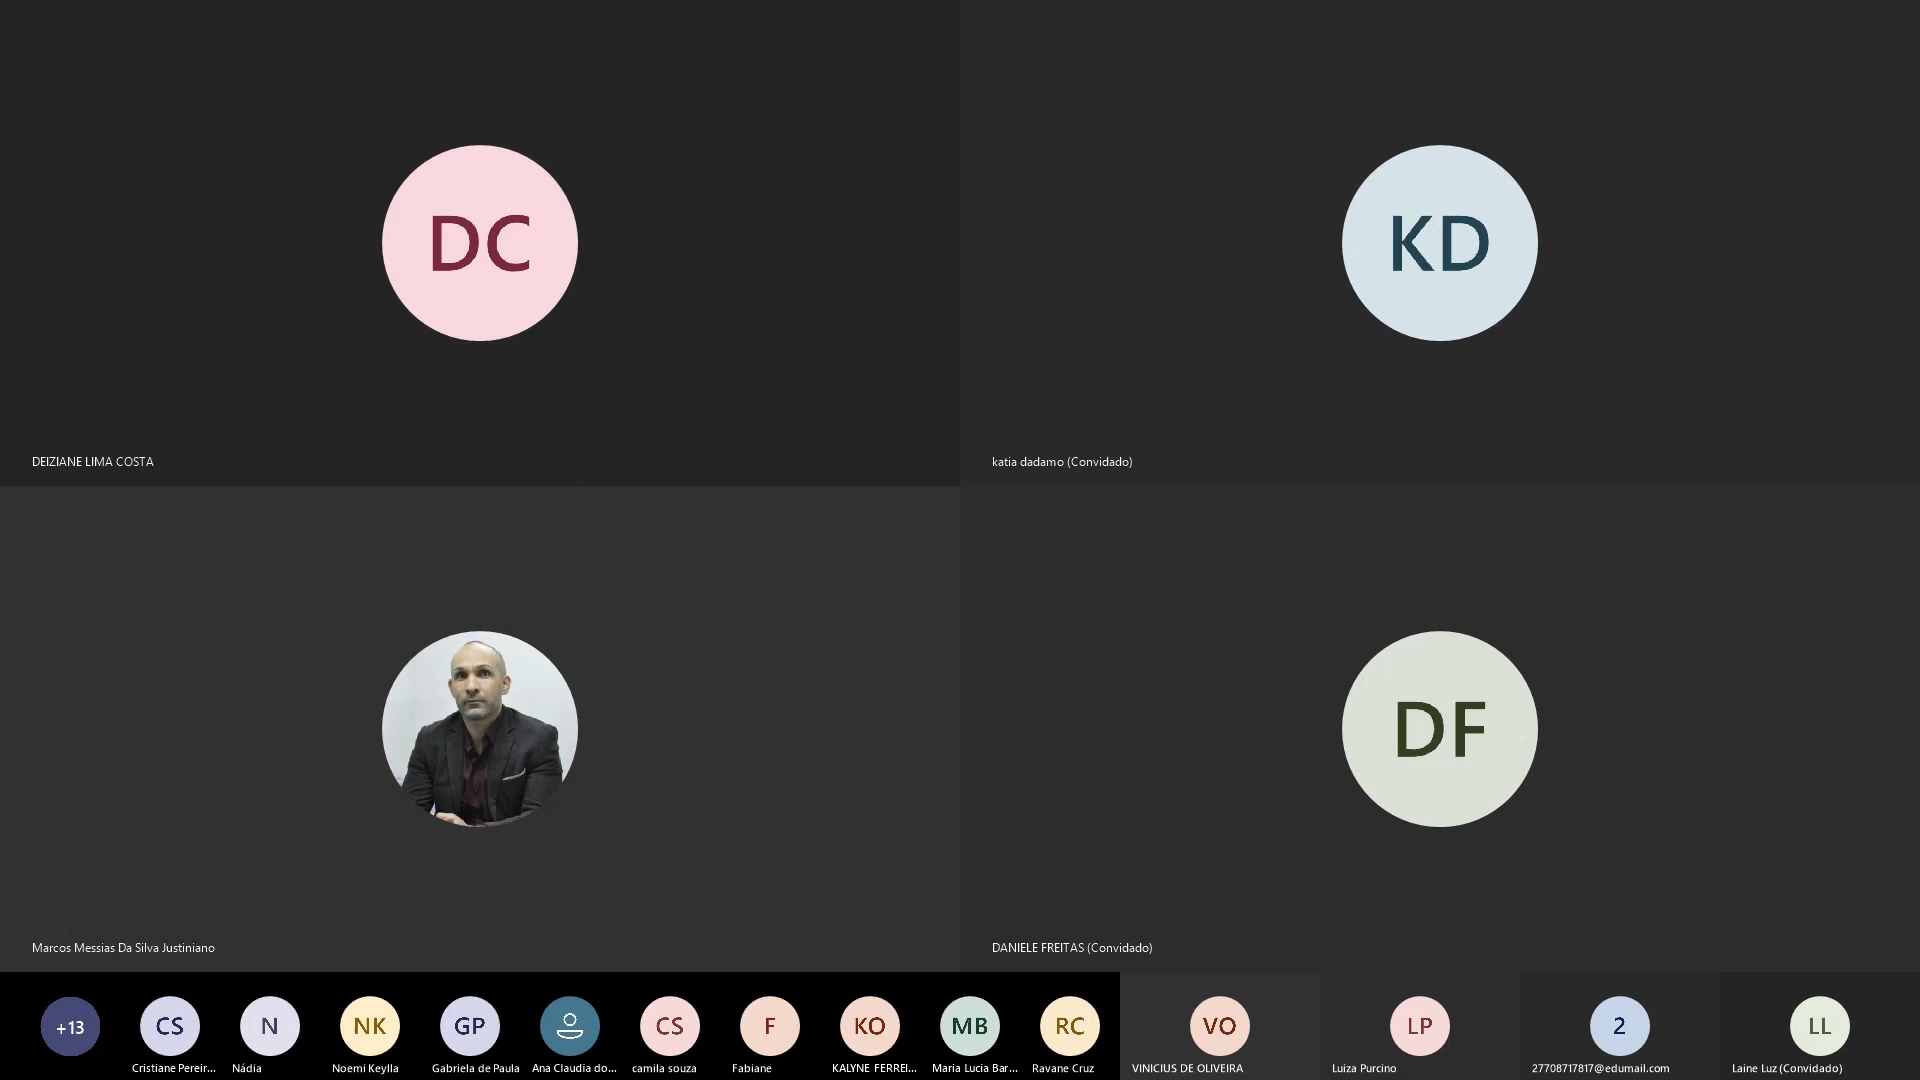 DC
DEIZIANE LIMA COSTA
KD
katia dadamo (Convidado)
Marcos Messias Da Silva Justiniano
DF
DANIELE FREITAS (Convidado)
+13
CS
Cristiane Pereir...
N
Nádia
NK
Noemi Keylla
GP
Gabriela de Paula
Ana Claudia do...
CS
camila souza
F
Fabiane
KO
KALYNE FERREI...
MB
Maria Lucia Bar...
RC
Ravane Cruz
VO
VINICIUS DE OLIVEIRA
LP
Luiza Purcino
2
27708717817@edumail.com
LL
Laine Luz (Convidado)